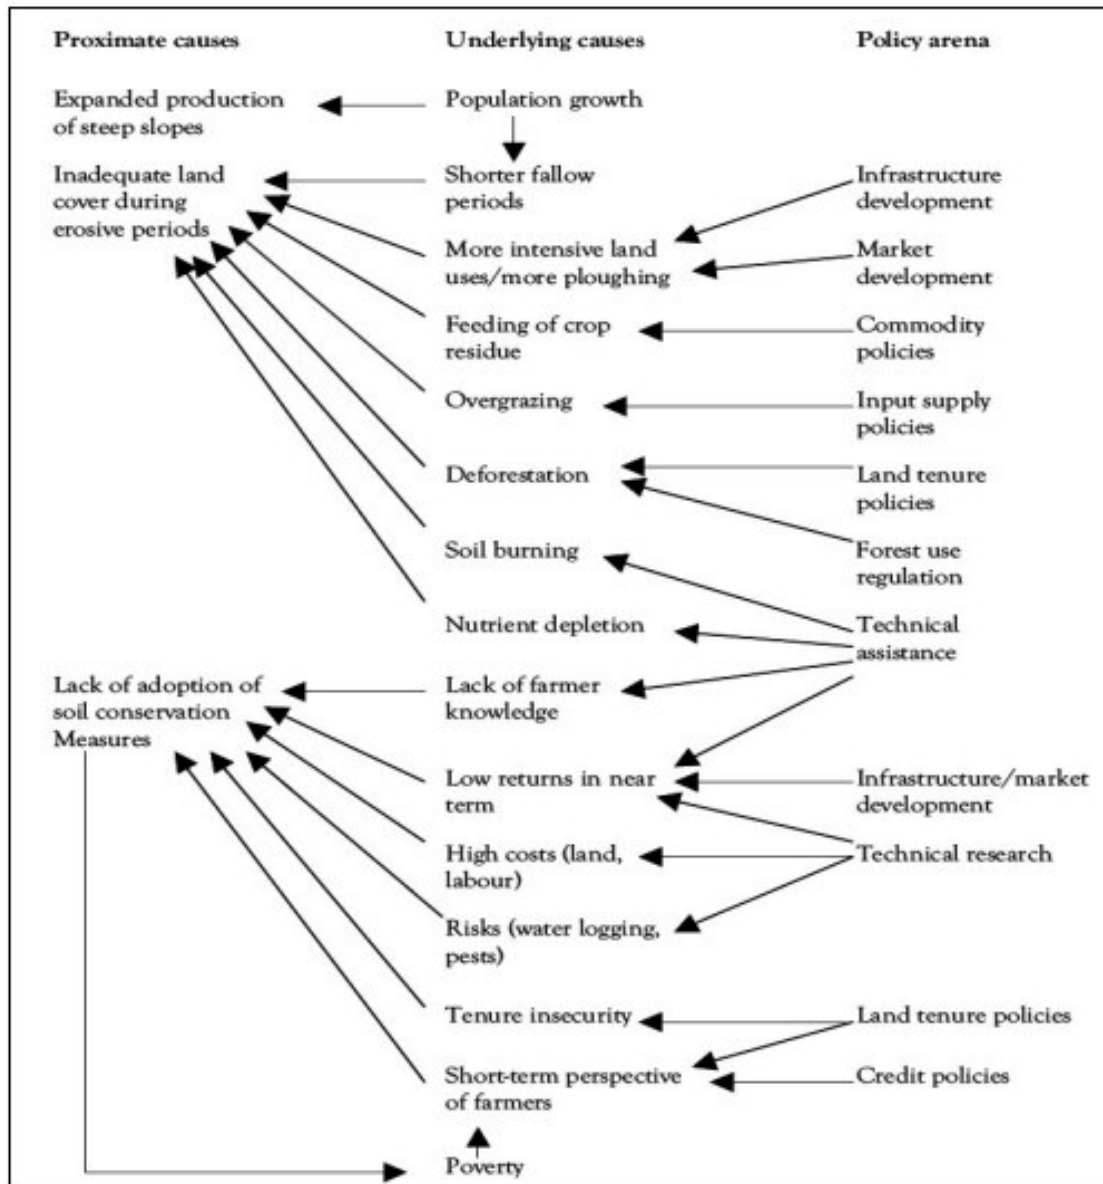 Proximate causes
Underlying causes
Policy arena
Expanded production
of steep slopes
Population growth
Inadequate land
cover during
erosive periods
Shorter fallow
periods
Infrastructure
development
More intensive land
uses/more ploughing
Market
development
Feeding of crop
residue
Commodity
policies
Overgrazing
Input supply
policies
Deforestation
Land tenure
policies
Soil burning
Forest use
regulation
Nutrient depletion
Technical
assistance
Lack of adoption of
soil conservation
Measures
Lack of farmer
knowledge
Low returns in near
term
Infrastructure/market
development
High costs (land,
labour)
Technical research
Risks (water logging,
pests)
Tenure insecurity
Land tenure policies
Short-term perspective
of farmers
Credit policies
Poverty